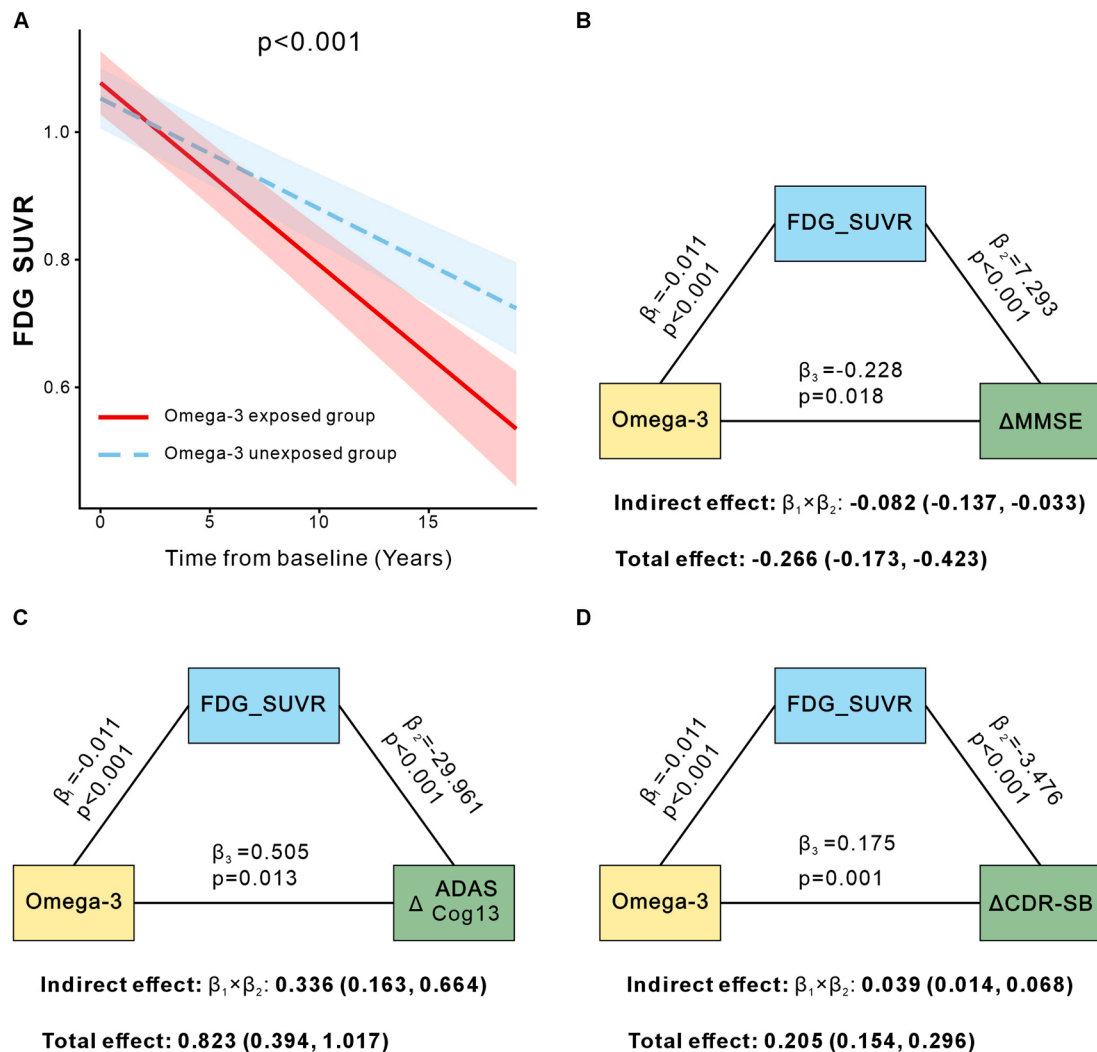 A
p<0.001
FDG SUVR
1.0
0.8
0.6
Omega-3 exposed group
Omega-3 unexposed group
0
5
10
15
Time from baseline (Years)
B
FDG_SUVR
β₁=-0.011
p<0.001
β₂=7.293
p<0.001
β₃=-0.228
p=0.018
Omega-3
ΔMMSE
Indirect effect: β₁×β₂: -0.082 (-0.137, -0.033)
Total effect: -0.266 (-0.173, -0.423)
C
FDG_SUVR
β₁=-0.011
p<0.001
β₂=-29.961
p<0.001
β₃=0.505
p=0.013
Omega-3
Δ ADAS
Cog13
Indirect effect: β₁×β₂: 0.336 (0.163, 0.664)
Total effect: 0.823 (0.394, 1.017)
D
FDG_SUVR
β₁=-0.011
p<0.001
β₂=-3.476
p<0.001
β₃=0.175
p=0.001
Omega-3
ΔCDR-SB
Indirect effect: β₁×β₂: 0.039 (0.014, 0.068)
Total effect: 0.205 (0.154, 0.296)